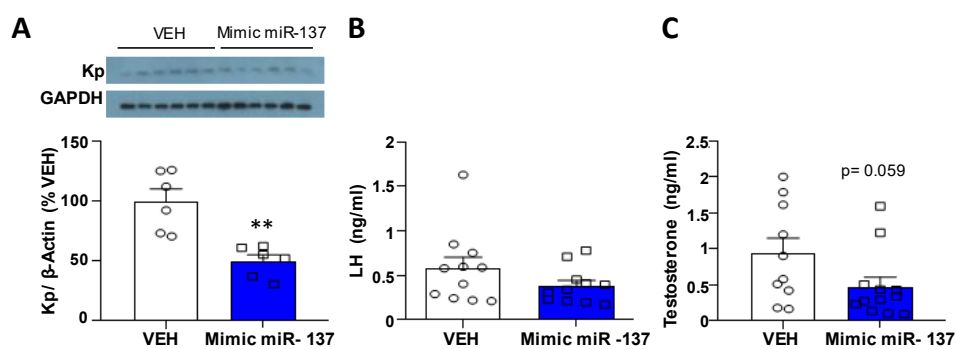 A
VEH Mimic miR-137
Kp
GAPDH
Kp/ β-Actin (% VEH)
150
100
50
0
**
VEH Mimic miR- 137
B
LH (ng/ml)
2
1.5
1
0.5
0
VEH Mimic miR -137
C
Testosterone (ng/ml)
2.5
2
1.5
1
0.5
0
p= 0.059
VEH Mimic miR- 137